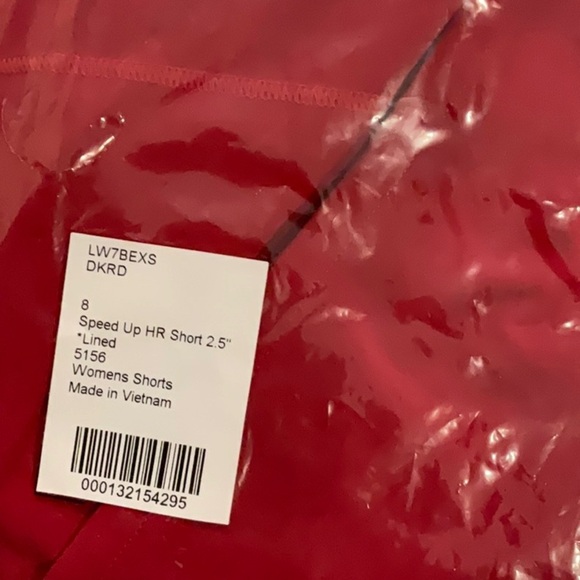 LW7BEXS
DKRD
8
Speed Up HR Short 2.5"
*Lined
5156
Womens Shorts
Made in Vietnam
000132154295